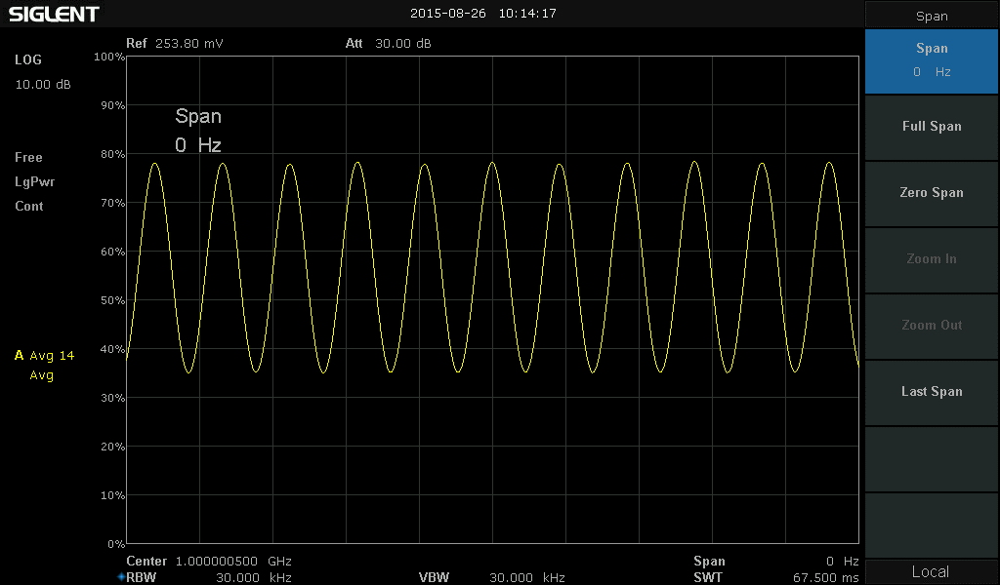 SIGLENT
2015-08-26 10:14:17
Span
Ref 253.80 mV
Att 30.00 dB
LOG
10.00 dB
Free
LgPwr
Cont
A Avg 14
Avg
100%
90%
80%
70%
60%
50%
40%
30%
20%
10%
0%
Span
0 Hz
Center 1.000000500 GHz
Span 0 Hz
RBW 30.000 kHz
VBW 30.000 kHz
SWT 67.500 ms
Span
0 Hz
Full Span
Zero Span
Zoom In
Zoom Out
Last Span
Local